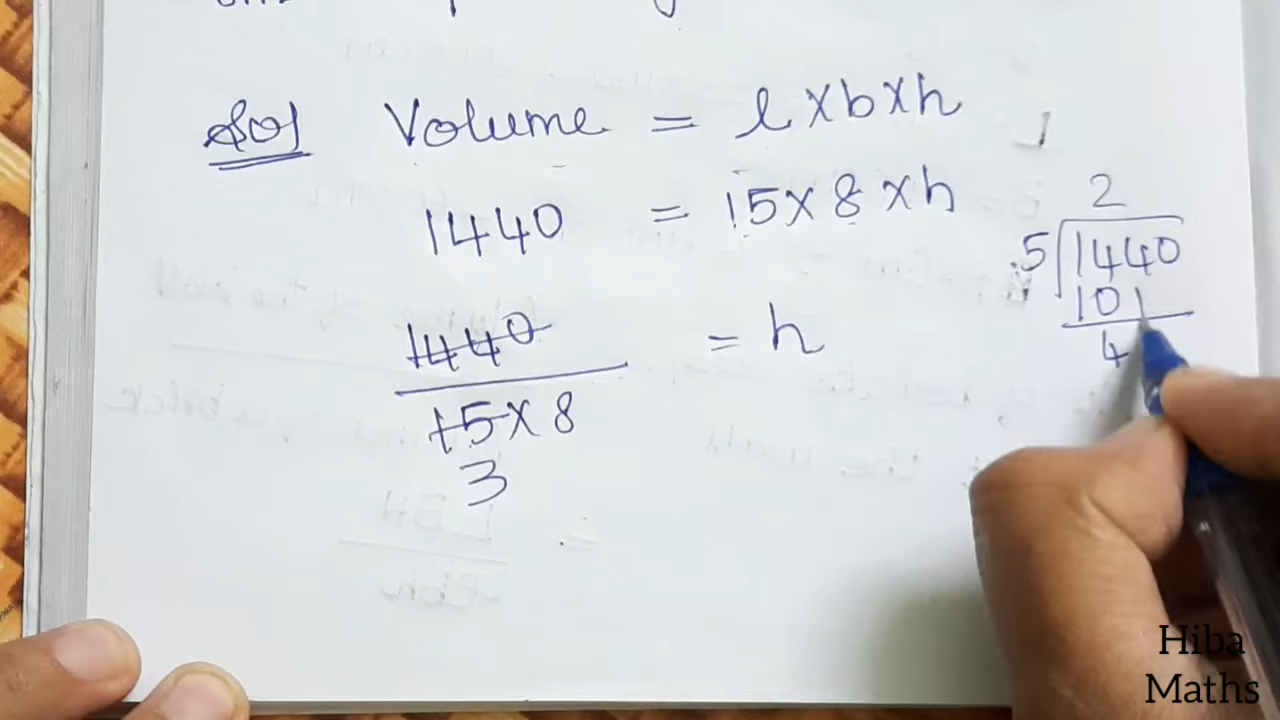 Sol Volume = l x b x h
1440 = 15 x 8 x h
1440 = h
15 x 8
3
2
5 1440
10
4
Hiba
Maths